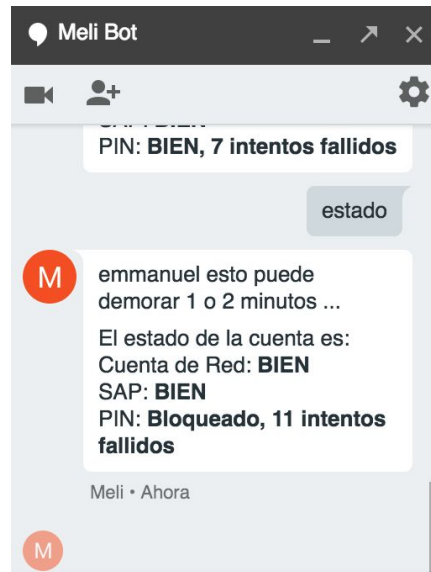 Meli Bot
PIN: BIEN, 7 intentos fallidos
estado
M
emmanuel esto puede
demorar 1 o 2 minutos ...
El estado de la cuenta es:
Cuenta de Red: BIEN
SAP: BIEN
PIN: Bloqueado, 11 intentos
fallidos
Meli • Ahora
M